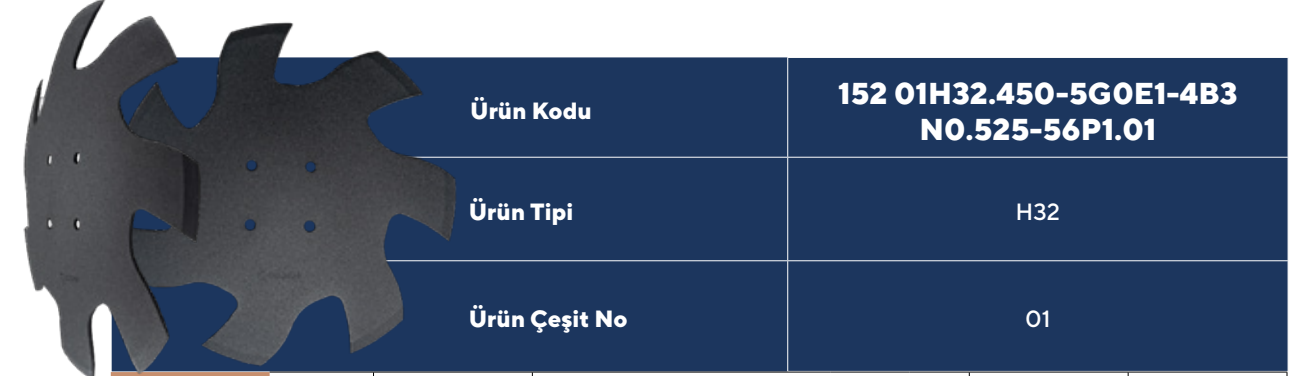 Ürün Kodu
152 01H32.450-5G0E1-4B3
N0.525-56P1.01
Ürün Tipi
H32
Ürün Çeşit No
01